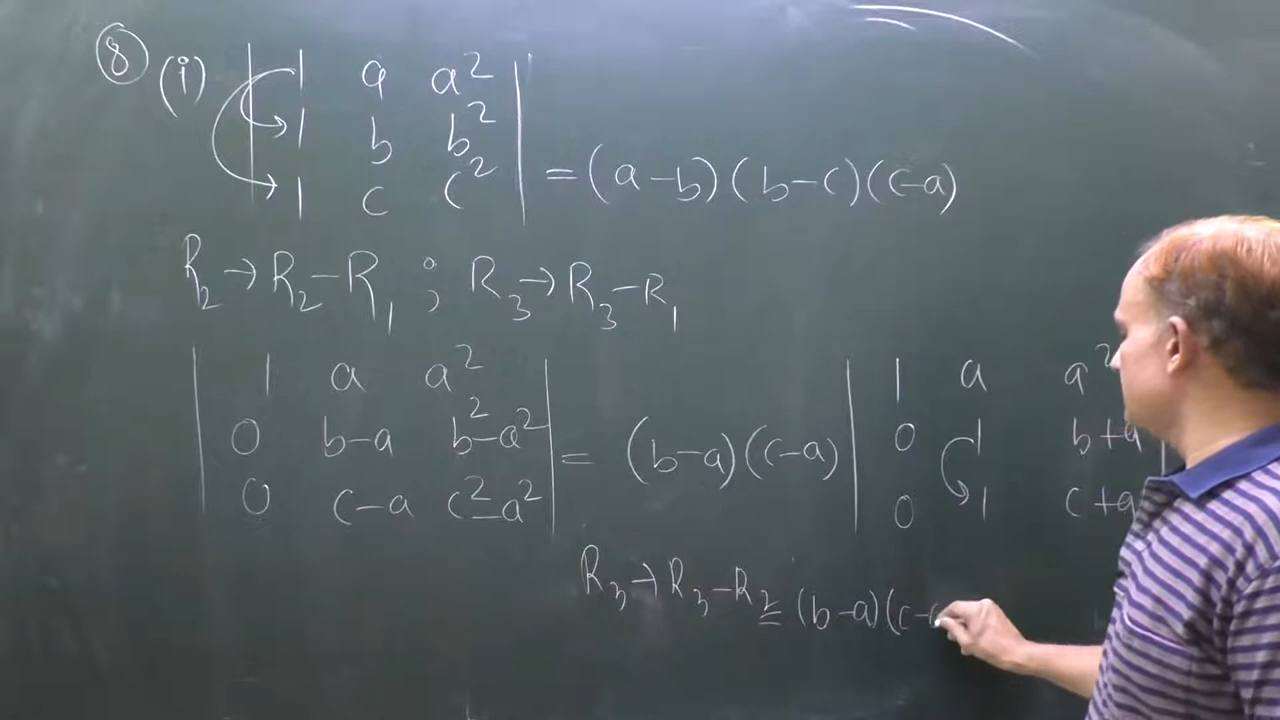 ⑧ (i) | 1 a a² |
| 1 b b² | = (a-b)(b-c)(c-a)
| 1 c c² |
R₂→R₂-R₁ ; R₃→R₃-R₁
| 1 a a² | | 1 a a²
| 0 b-a b²-a² | = (b-a)(c-a) | 0 1 b+a |
| 0 c-a c²-a² | | 0 1 c+a
R₃→R₃-R₂ = (b-a)(c-